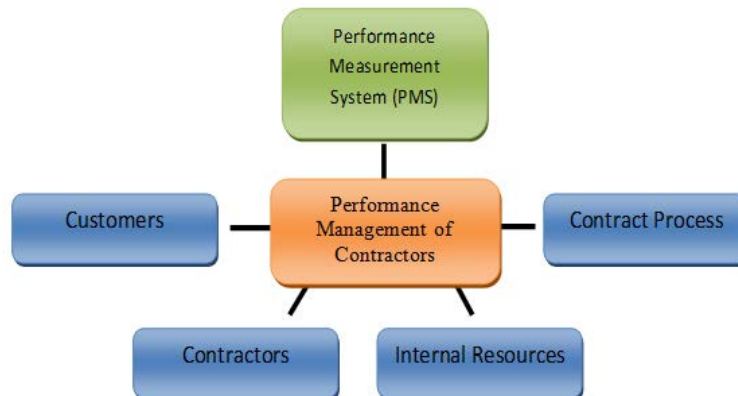 Performance
Measurement
System (PMS)
Customers
Performance
Management of
Contractors
Contract Process
Contractors
Internal Resources